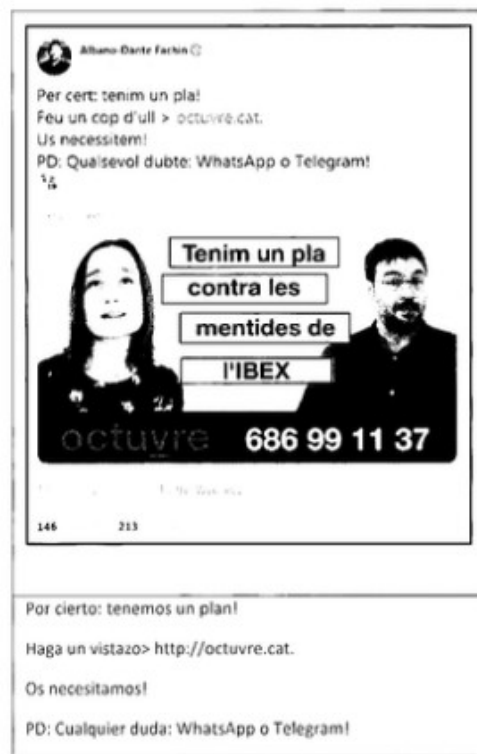 Albano-Dante Fachin
Per cert: tenim un pla!
Feu un cop d'ull > octuvre.cat.
Us necessitem!
PD: Qualsevol dubte: WhatsApp o Telegram!
Tenim un pla
contra les
mentides de
l'IBEX
octuvre 686 99 11 37
146 213
Por cierto: tenemos un plan!
Haga un vistazo> http://octuvre.cat.
Os necesitamos!
PD: Cualquier duda: WhatsApp o Telegram!